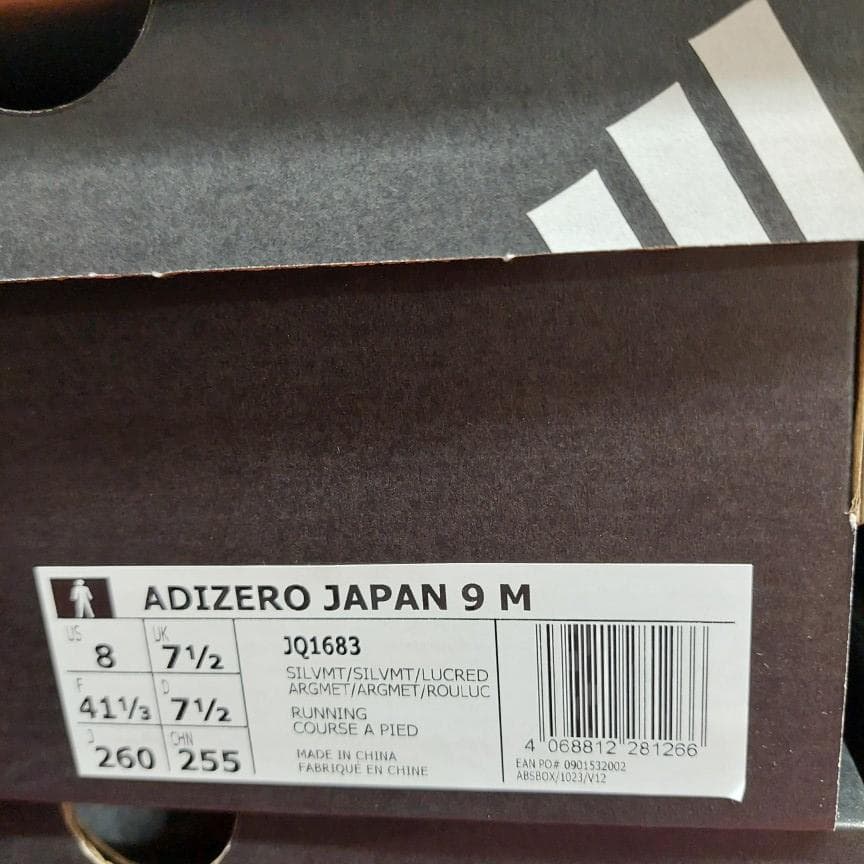 ADIZERO JAPAN 9 M
US 8 UK 7½
F 41⅓ D 7½
J 260 CHN 255
JQ1683
SILVMT/SILVMT/LUCRED
ARGMET/ARGMET/ROULUC
RUNNING
COURSE A PIED
MADE IN CHINA
FABRIQUÉ EN CHINE
4 068812 281266
EAN PO# 0901532002
ABSBOX/1023/V12